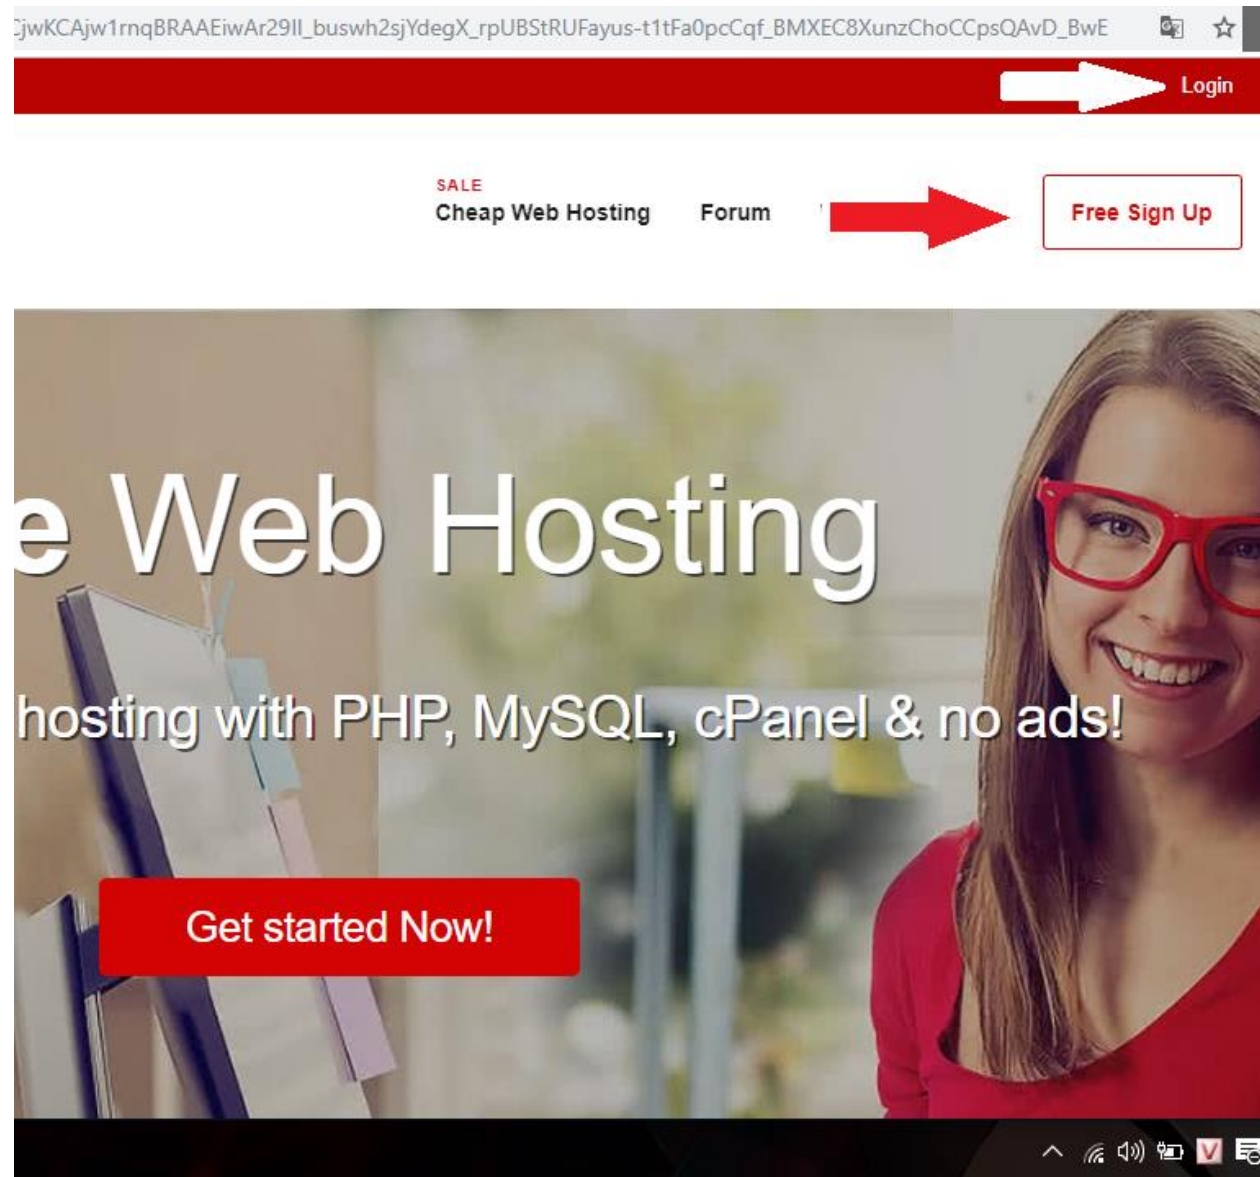 CjwKCAjw1rnqBRAAEiwAr29II_buswh2sjYdegX_rpUBStRUFayus-t1tFa0pcCqf_BMXEC8XunzChoCCpsQAvD_BwE
Login
SALE
Cheap Web Hosting
Forum
Free Sign Up
e Web Hosting
hosting with PHP, MySQL, cPanel & no ads!
Get started Now!
V